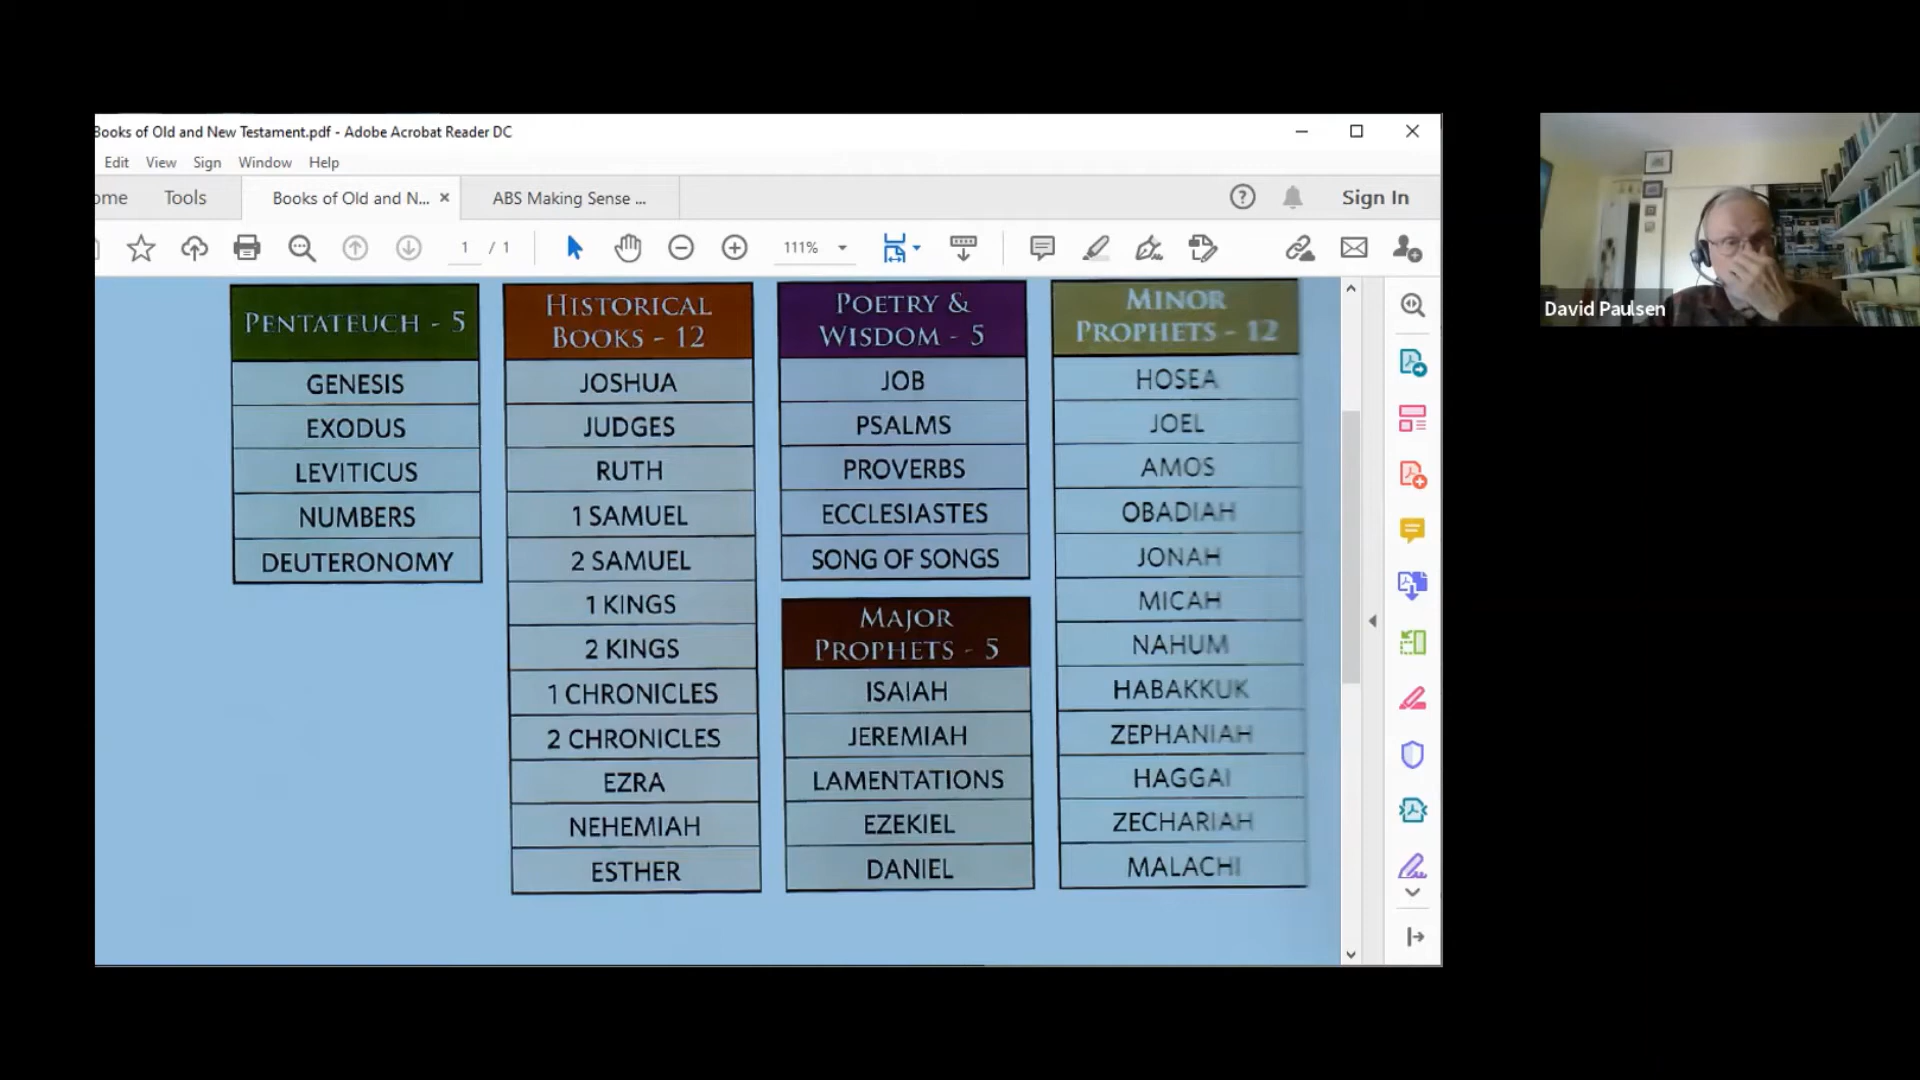 Books of Old and New Testament.pdf - Adobe Acrobat Reader DC
Edit View Sign Window Help
ome Tools Books of Old and N... × ABS Making Sense ... Sign In
1 / 1 111%
PENTATEUCH - 5
GENESIS
EXODUS
LEVITICUS
NUMBERS
DEUTERONOMY
HISTORICAL
BOOKS - 12
JOSHUA
JUDGES
RUTH
1 SAMUEL
2 SAMUEL
1 KINGS
2 KINGS
1 CHRONICLES
2 CHRONICLES
EZRA
NEHEMIAH
ESTHER
POETRY &
WISDOM - 5
JOB
PSALMS
PROVERBS
ECCLESIASTES
SONG OF SONGS
MAJOR
PROPHETS - 5
ISAIAH
JEREMIAH
LAMENTATIONS
EZEKIEL
DANIEL
MINOR
PROPHETS - 12
HOSEA
JOEL
AMOS
OBADIAH
JONAH
MICAH
NAHUM
HABAKKUK
ZEPHANIAH
HAGGAI
ZECHARIAH
MALACHI
David Paulsen